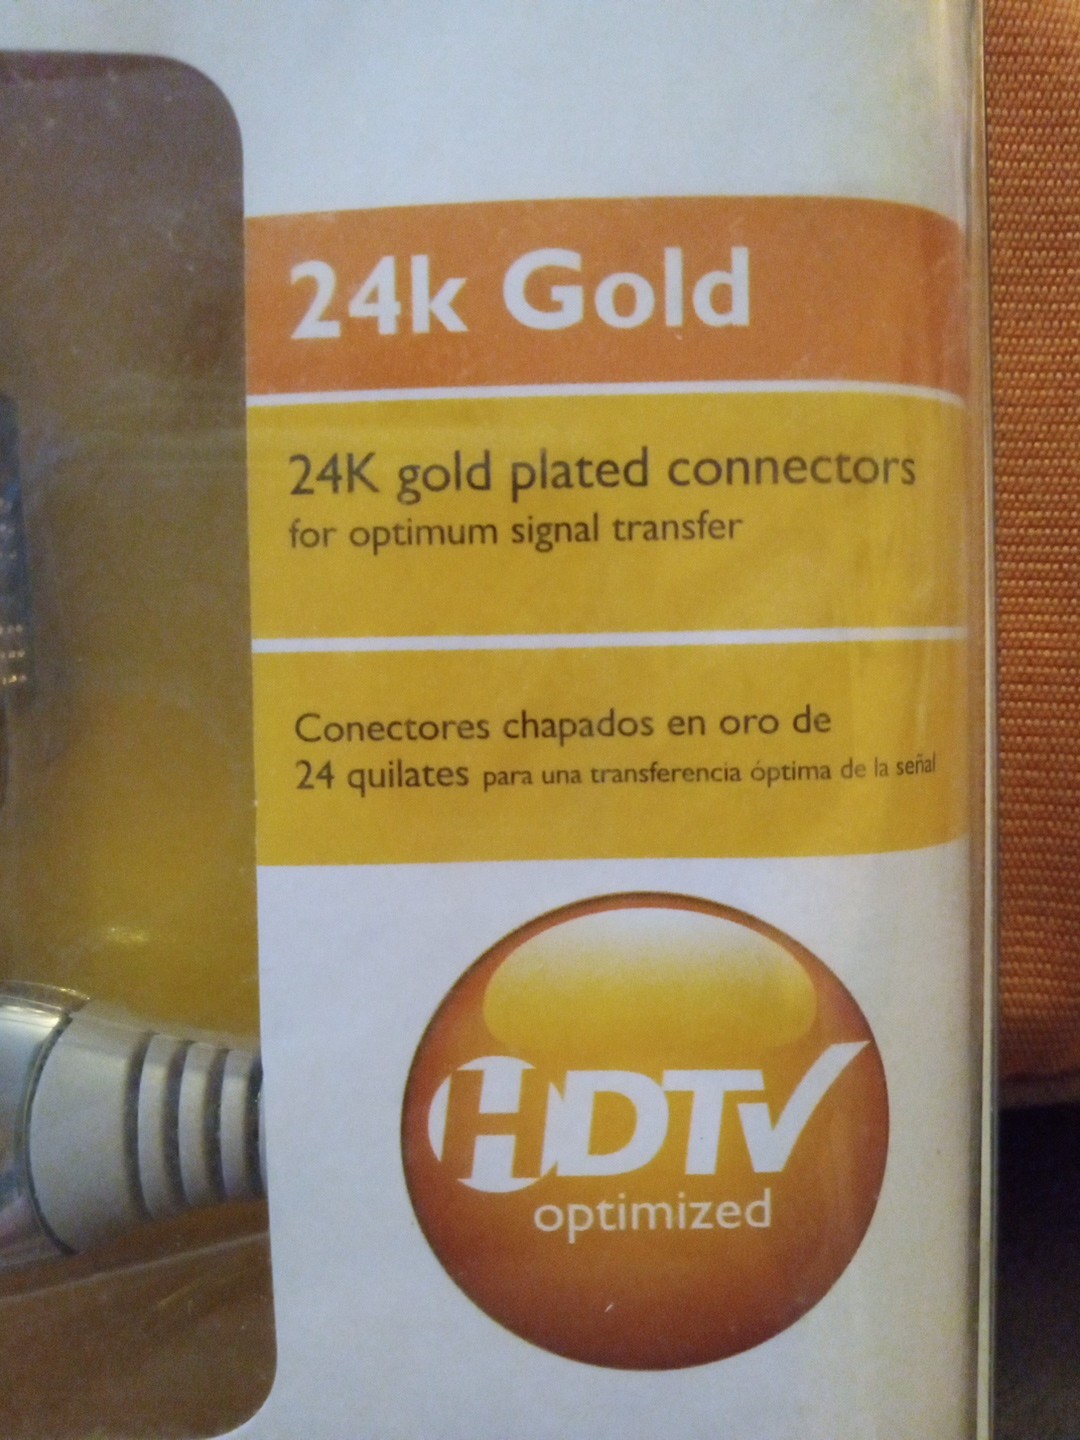 24k Gold
24K gold plated connectors
for optimum signal transfer
Conectores chapados en oro de
24 quilates para una transferencia óptima de la señal
HDTV
optimized